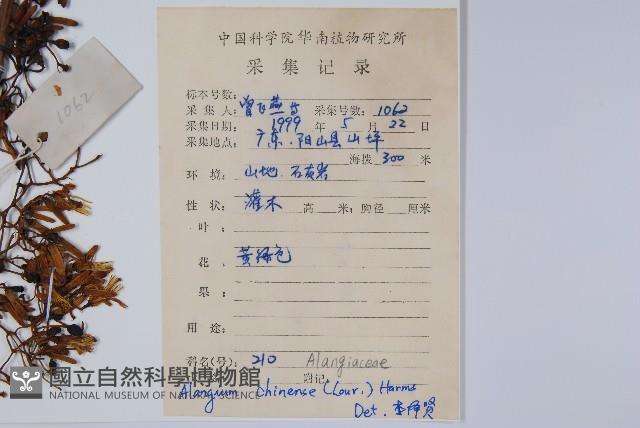 1062
中国科学院华南植物研究所
采集记录
标本号数:
采集人: 曾飞燕等 采集号数: 1062
采集日期: 1999 年 5 月 22 日
采集地点: 广东.阳山县山坪
海拨 300 米
环境: 山地.石灰岩
性状: 灌木 高 米; 胸径 厘米
叶:
花: 黄绿色
果:
用途:
科名(号): 210 Alangiaceae
附记:
Alangium Chinense (Lour.) Harms
Det.
國立自然科學博物館
NATIONAL MUSEUM OF NATURAL SCIENCE